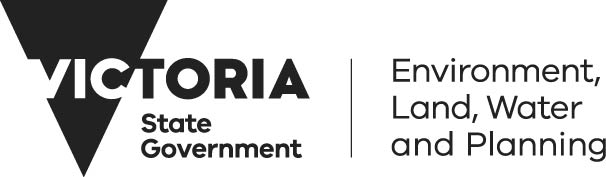 VICTORIA
State
Government
Environment,
Land, Water
and Planning